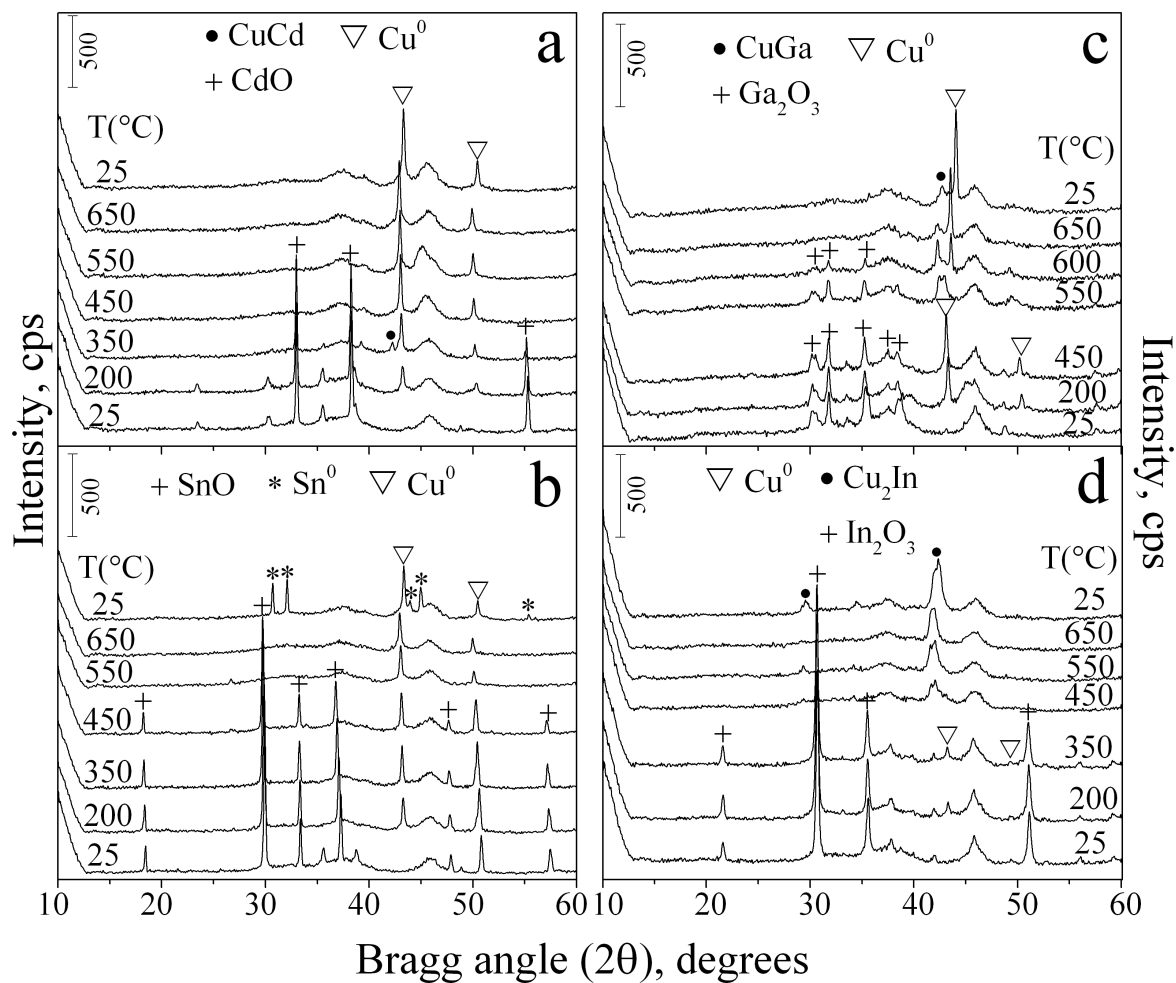 500
● CuCd ▽ Cu⁰
+ CdO
a
T(°C)
25
650
550
450
350
200
25
500
● CuGa ▽ Cu⁰
+ Ga₂O₃
c
T(°C)
25
650
600
550
450
200
25
500
+ SnO * Sn⁰ ▽ Cu⁰
b
T(°C)
25
650
550
450
350
200
25
500
▽ Cu⁰ ● Cu₂In
+ In₂O₃
d
T(°C)
25
650
550
450
350
200
25
Intensity, cps
Intensity, cps
10 20 30 40 50 60 10 20 30 40 50 60
Bragg angle (2θ), degrees